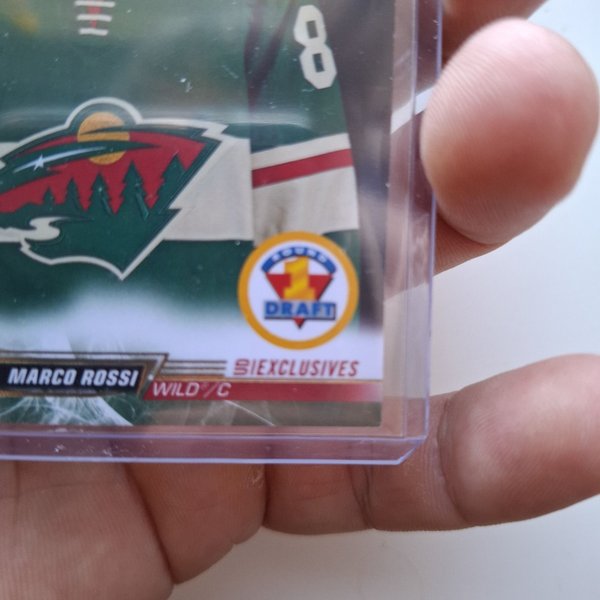 8
ROUND
1
DRAFT
UD EXCLUSIVES
MARCO ROSSI
WILD®/C